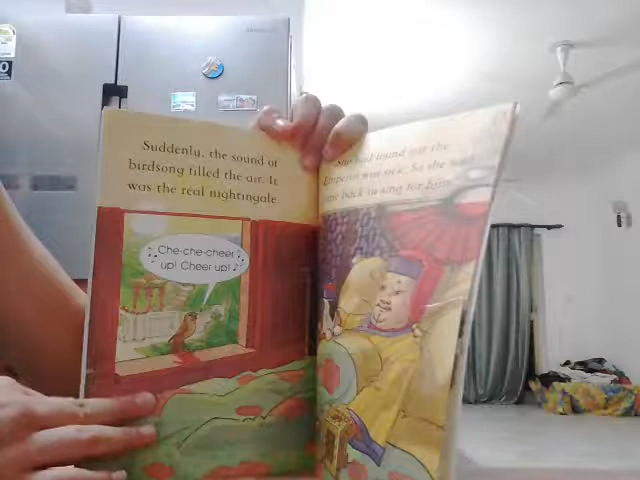 Suddenly, the sound of
birdsong filled the air. It
was the real nightingale.
Che-che-cheer
up! Cheer up!
She had found out the
Emperor was sick. So she had
come back to sing for him.